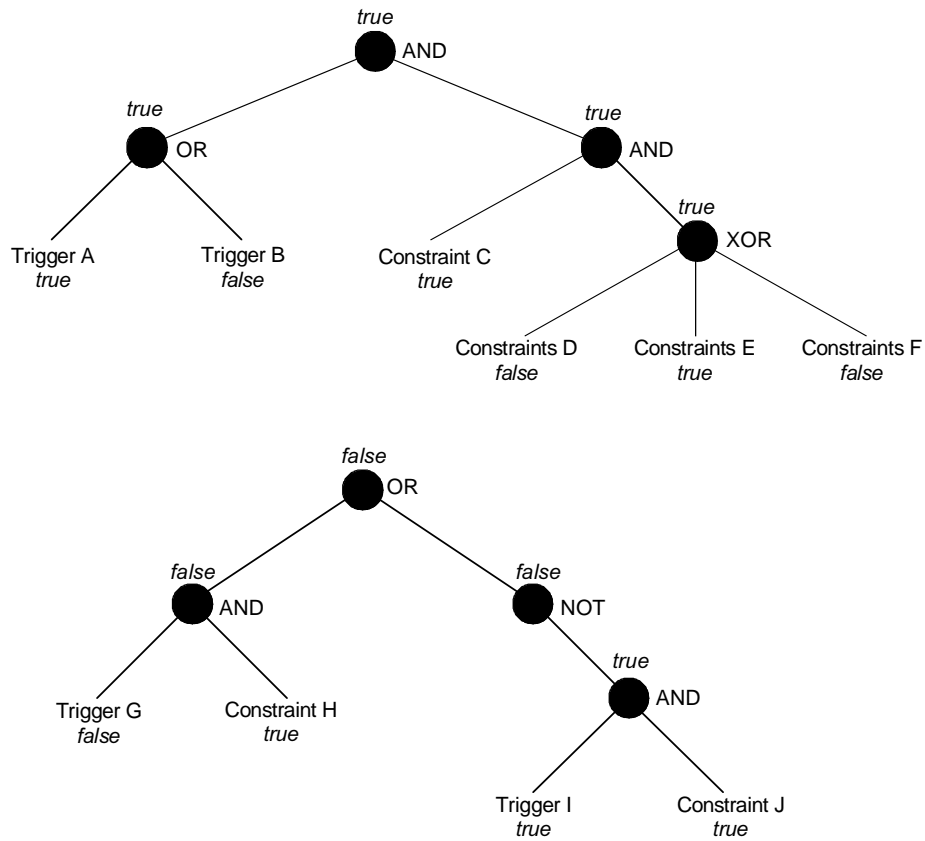 true
AND
true
OR
true
AND
true
XOR
Trigger A
true
Trigger B
false
Constraint C
true
Constraints D
false
Constraints E
true
Constraints F
false
false
OR
false
AND
false
NOT
true
AND
Trigger G
false
Constraint H
true
Trigger I
true
Constraint J
true